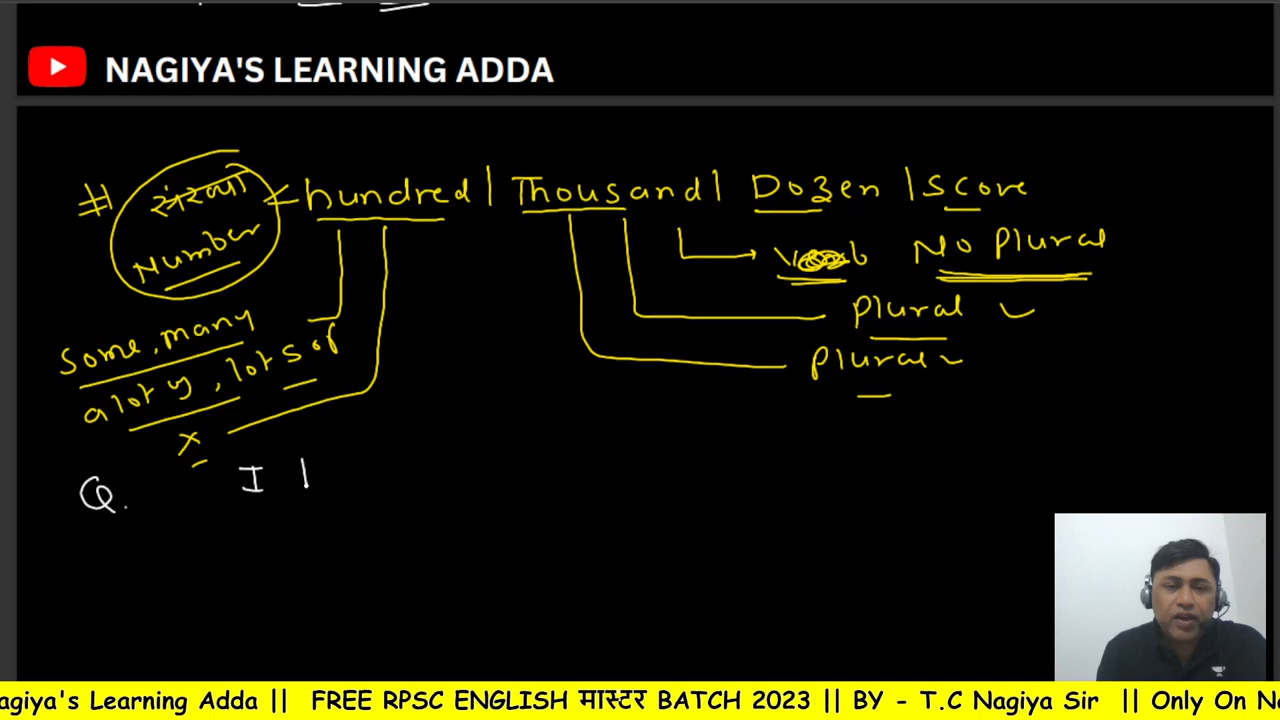 NAGIYA'S LEARNING ADDA
# संख्या hundred | Thousand | Dozen | Score
Number
No Plural
Some, many
Plural
a lot of, lots of
Plural
x
Q. I
agiya's Learning Adda || FREE RPSC ENGLISH मास्टर BATCH 2023 || BY - T.C Nagiya Sir || Only On Na